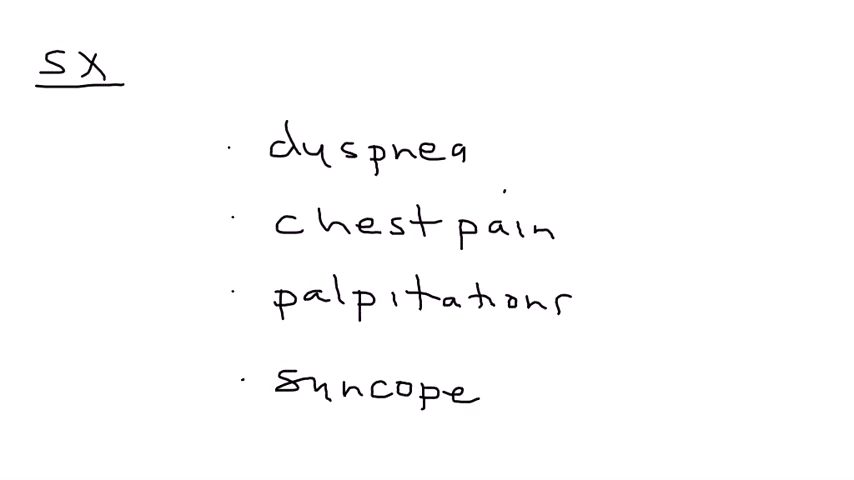 SX
· dyspnea
· chest pain
· palpitations
· syncope